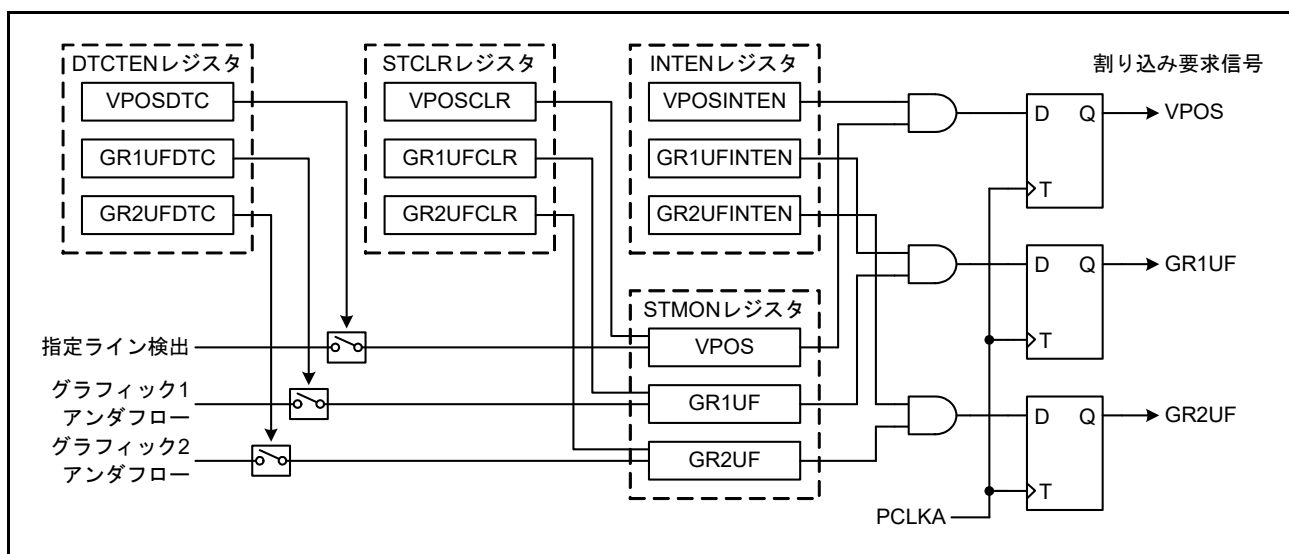 DTCTENレジスタ
VPOSDTC
GR1UFDTC
GR2UFDTC
STCLRレジスタ
VPOSCLR
GR1UFCLR
GR2UFCLR
INTENレジスタ
VPOSINTEN
GR1UFINTEN
GR2UFINTEN
割り込み要求信号
D Q
T
VPOS
D Q
T
GR1UF
D Q
T
GR2UF
STMONレジスタ
VPOS
GR1UF
GR2UF
指定ライン検出
グラフィック1
アンダフロー
グラフィック2
アンダフロー
PCLKA